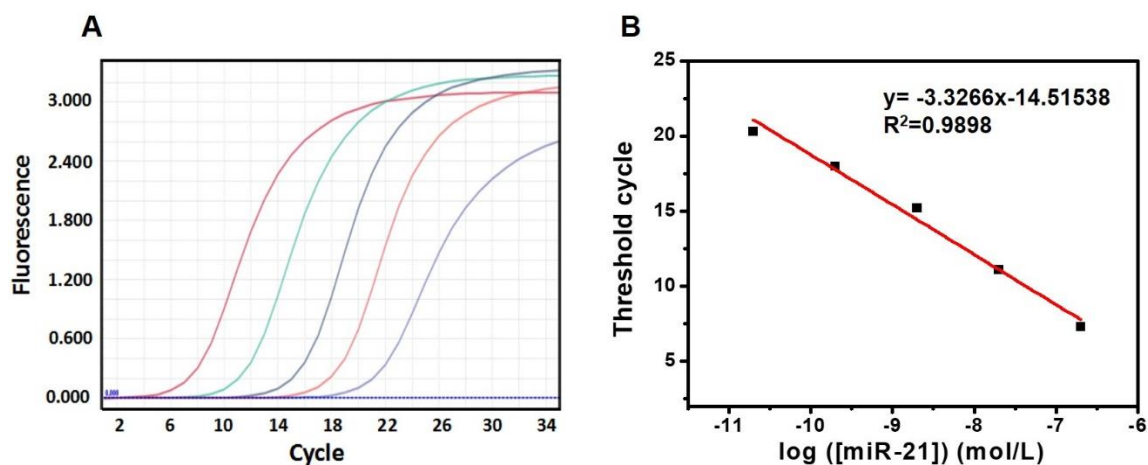 A
Fluorescence
3.000
2.400
1.800
1.200
0.600
0.000
0.000
2 6 10 14 18 22 26 30 34
Cycle
B
Threshold cycle
25
20
15
10
5
y= -3.3266x-14.51538
R²=0.9898
-11 -10 -9 -8 -7 -6
log ([miR-21]) (mol/L)